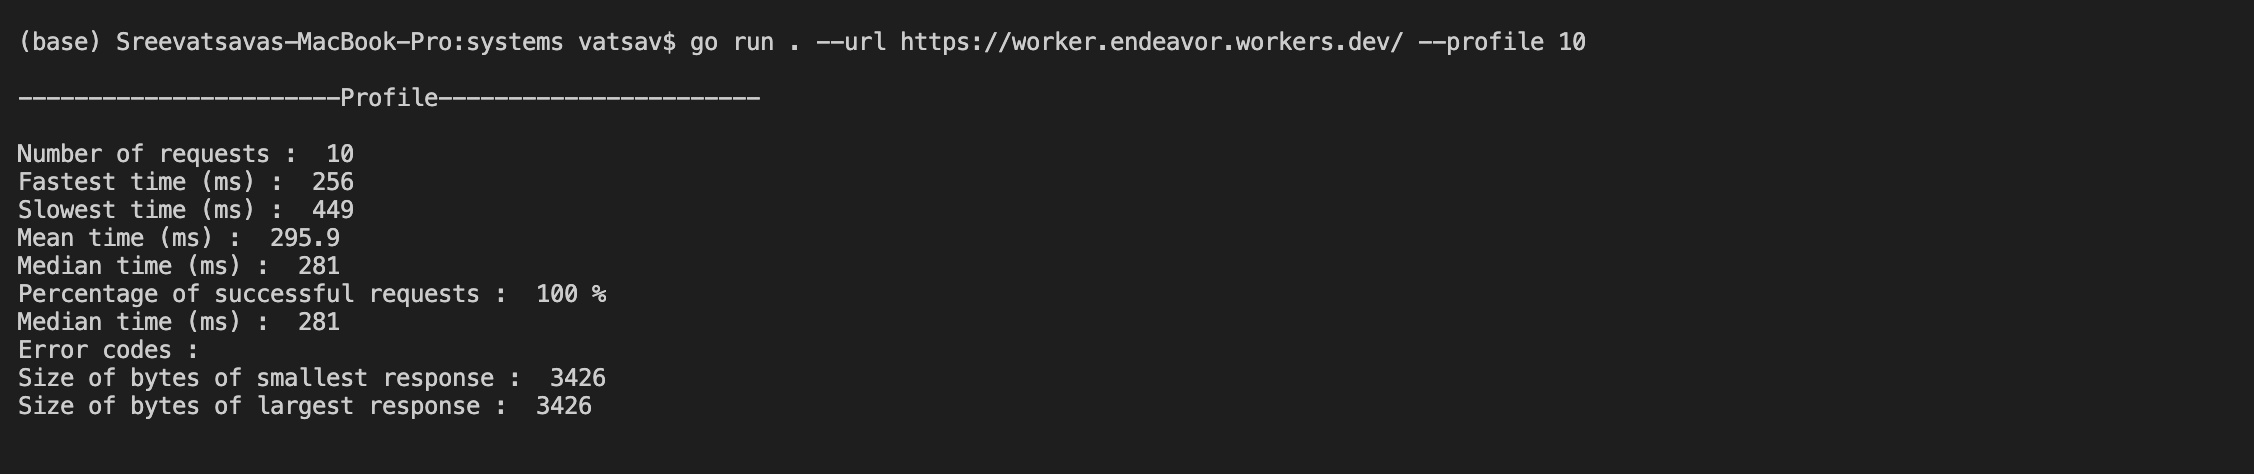 (base) Sreevatsavas-MacBook-Pro:systems vatsav$ go run . --url https://worker.endeavor.workers.dev/ --profile 10
-----------------------Profile-----------------------
Number of requests :  10
Fastest time (ms) :  256
Slowest time (ms) :  449
Mean time (ms) :  295.9
Median time (ms) :  281
Percentage of successful requests :  100 %
Median time (ms) :  281
Error codes :
Size of bytes of smallest response :  3426
Size of bytes of largest response :  3426